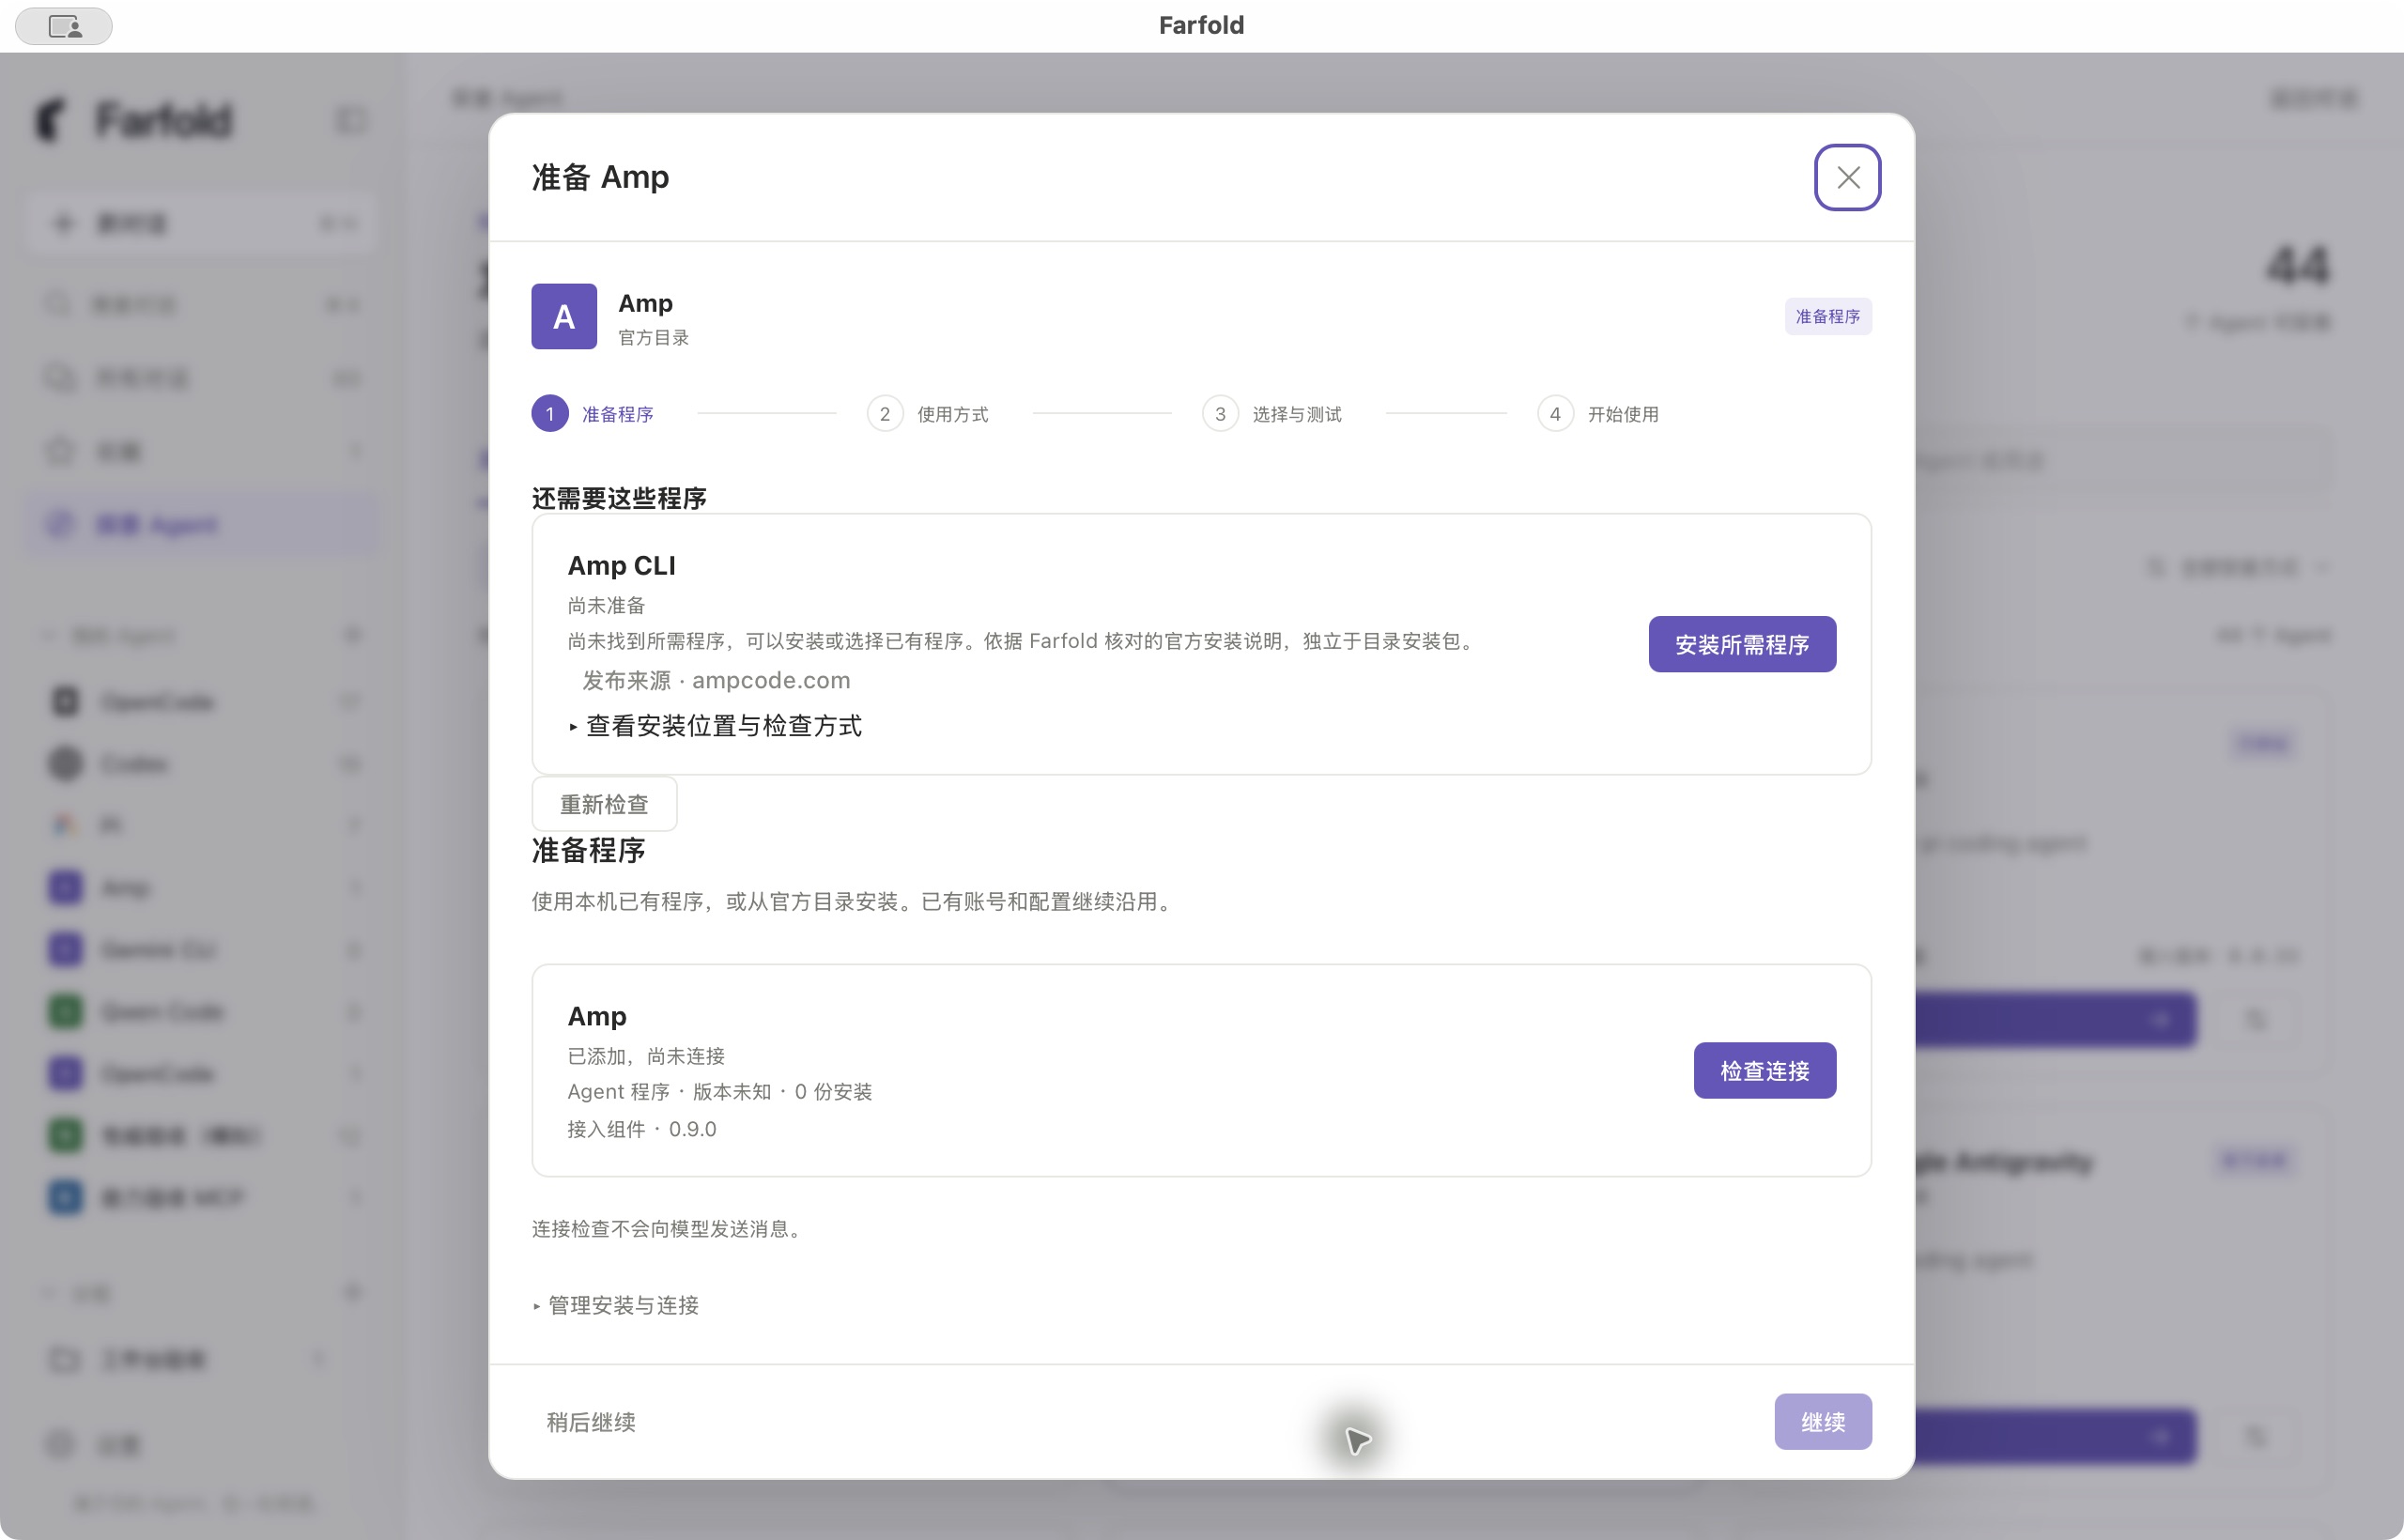 Farfold
Farfold
44
准备 Amp
A
Amp
官方目录
准备程序
1 准备程序
2 使用方式
3 选择与测试
4 开始使用
还需要这些程序
Amp CLI
尚未准备
尚未找到所需程序，可以安装或选择已有程序。依据 Farfold 核对的官方安装说明，独立于目录安装包。
发布来源 · ampcode.com
▸ 查看安装位置与检查方式
安装所需程序
重新检查
准备程序
使用本机已有程序，或从官方目录安装。已有账号和配置继续沿用。
Amp
已添加，尚未连接
Agent 程序 · 版本未知 · 0 份安装
接入组件 · 0.9.0
检查连接
连接检查不会向模型发送消息。
▸ 管理安装与连接
稍后继续
继续
OpenCode
Codex
Amp
Gemini CLI
Qwen Code
OpenCode